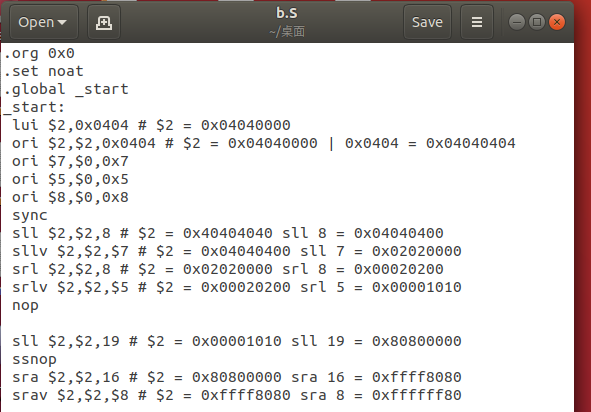 Open
b.S
~/桌面
Save
.org 0x0
.set noat
.global _start
_start:
lui $2,0x0404 # $2 = 0x04040000
ori $2,$2,0x0404 # $2 = 0x04040000 | 0x0404 = 0x04040404
ori $7,$0,0x7
ori $5,$0,0x5
ori $8,$0,0x8
sync
sll $2,$2,8 # $2 = 0x40404040 sll 8 = 0x04040400
sllv $2,$2,$7 # $2 = 0x04040400 sll 7 = 0x02020000
srl $2,$2,8 # $2 = 0x02020000 srl 8 = 0x00020200
srlv $2,$2,$5 # $2 = 0x00020200 srl 5 = 0x00001010
nop
sll $2,$2,19 # $2 = 0x00001010 sll 19 = 0x80800000
ssnop
sra $2,$2,16 # $2 = 0x80800000 sra 16 = 0xffff8080
srav $2,$2,$8 # $2 = 0xffff8080 sra 8 = 0xffffff80